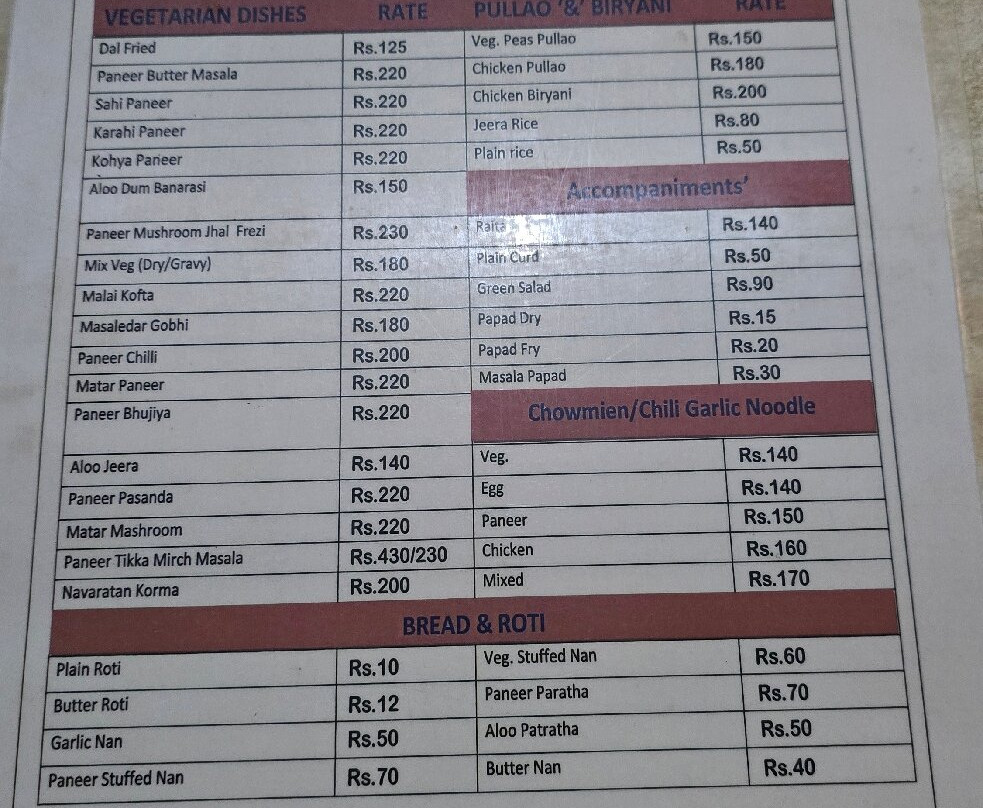 VEGETARIAN DISHES RATE PULLAO '&' BIRYANI RATE
Dal Fried Rs.125 Veg. Peas Pullao Rs.150
Paneer Butter Masala Rs.220 Chicken Pullao Rs.180
Sahi Paneer Rs.220 Chicken Biryani Rs.200
Karahi Paneer Rs.220 Jeera Rice Rs.80
Kohya Paneer Rs.220 Plain rice Rs.50
Aloo Dum Banarasi Rs.150 Accompaniments'
Paneer Mushroom Jhal Frezi Rs.230 Raita Rs.140
Mix Veg (Dry/Gravy) Rs.180 Plain Curd Rs.50
Malai Kofta Rs.220 Green Salad Rs.90
Masaledar Gobhi Rs.180 Papad Dry Rs.15
Paneer Chilli Rs.200 Papad Fry Rs.20
Matar Paneer Rs.220 Masala Papad Rs.30
Paneer Bhujiya Rs.220 Chowmien/Chili Garlic Noodle
Aloo Jeera Rs.140 Veg. Rs.140
Paneer Pasanda Rs.220 Egg Rs.140
Matar Mashroom Rs.220 Paneer Rs.150
Paneer Tikka Mirch Masala Rs.430/230 Chicken Rs.160
Navaratan Korma Rs.200 Mixed Rs.170
BREAD & ROTI
Plain Roti Rs.10 Veg. Stuffed Nan Rs.60
Butter Roti Rs.12 Paneer Paratha Rs.70
Garlic Nan Rs.50 Aloo Patratha Rs.50
Paneer Stuffed Nan Rs.70 Butter Nan Rs.40